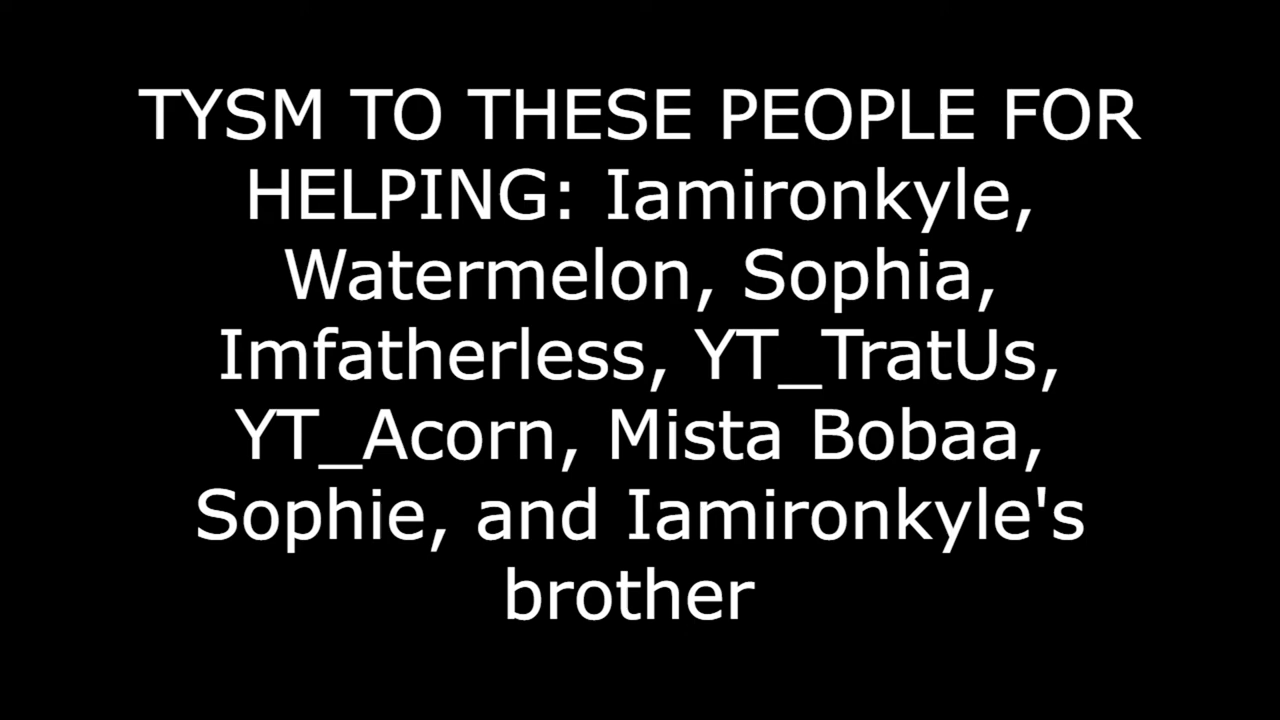 TYSM TO THESE PEOPLE FOR
HELPING: Iamironkyle,
Watermelon, Sophia,
Imfatherless, YT_TratUs,
YT_Acorn, Mista Bobaa,
Sophie, and Iamironkyle's
brother